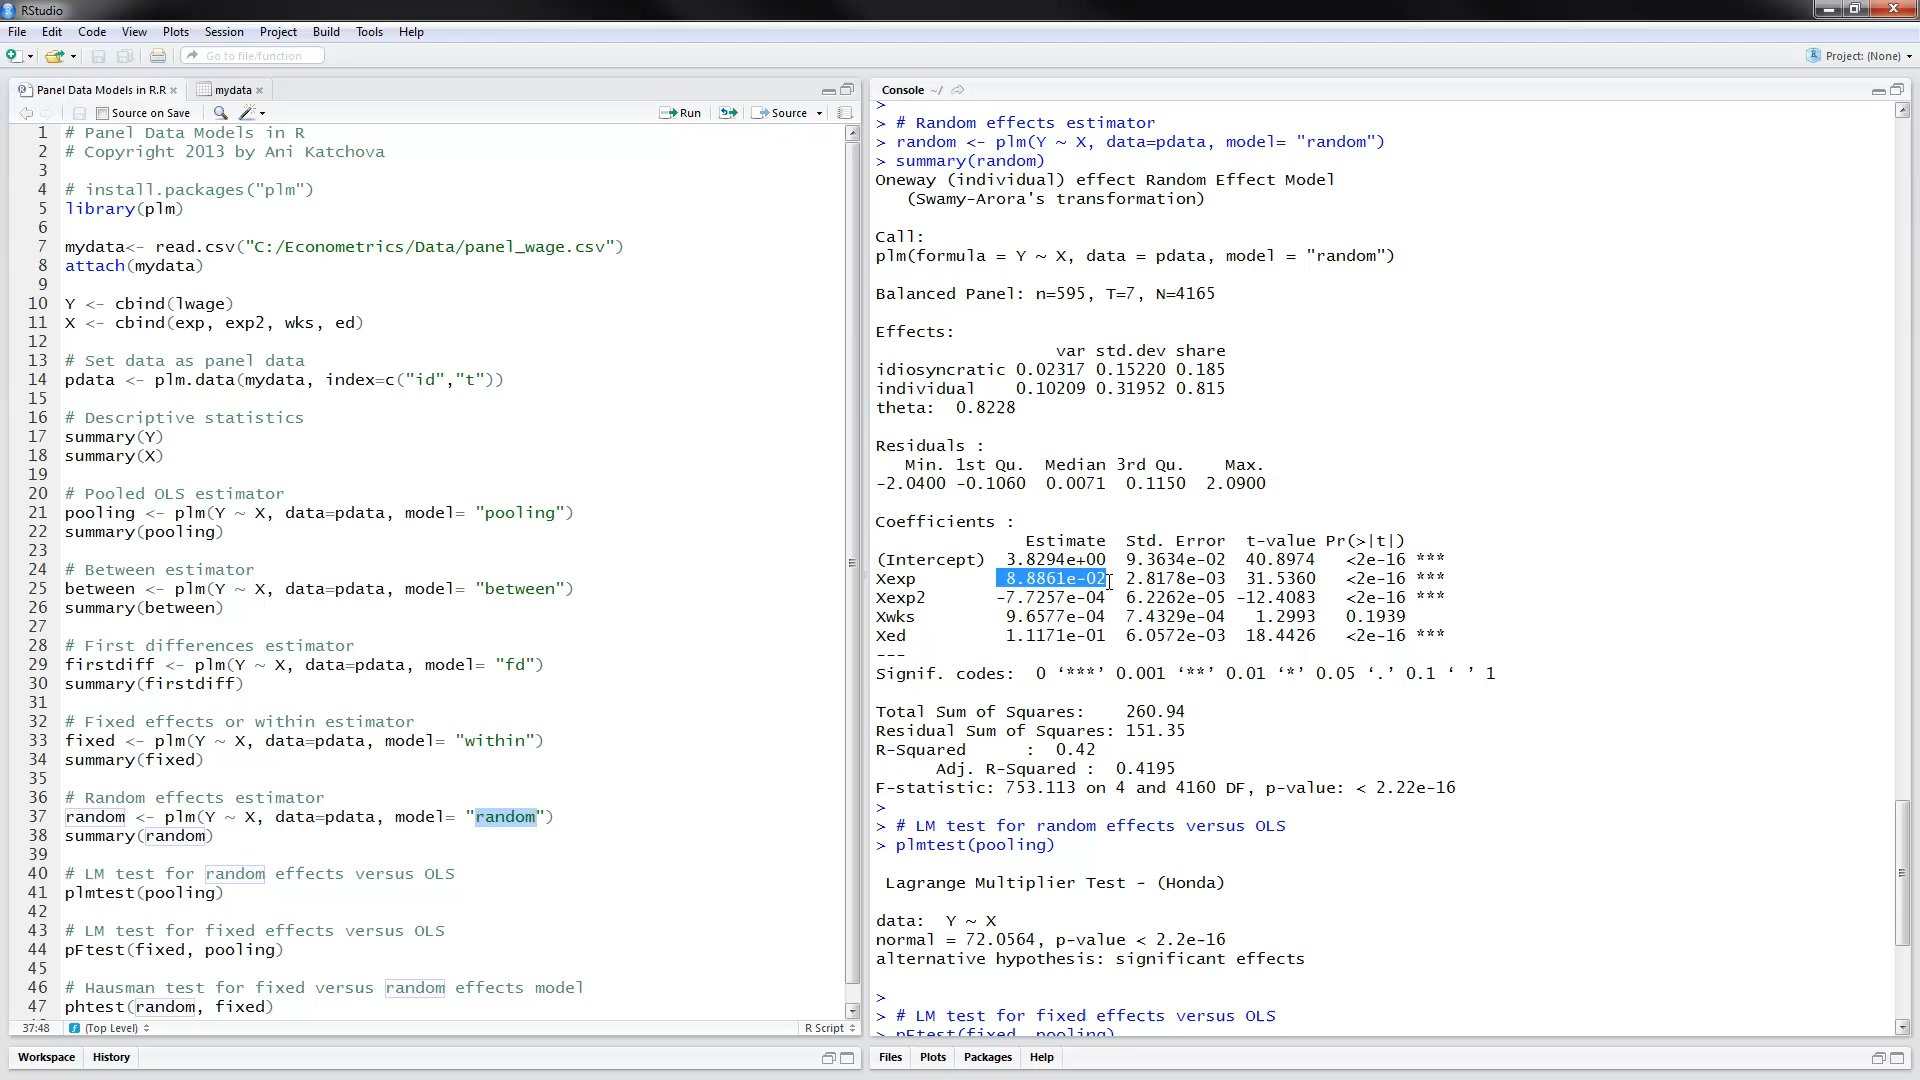 RStudio
File Edit Code View Plots Session Project Build Tools Help
Go to file/function
Project: (None)
Panel Data Models in R.R
mydata
Source on Save
Run
Source
1 # Panel Data Models in R
2 # Copyright 2013 by Ani Katchova
3
4 # install.packages("plm")
5 library(plm)
6
7 mydata<- read.csv("C:/Econometrics/Data/panel_wage.csv")
8 attach(mydata)
9
10 Y <- cbind(lwage)
11 X <- cbind(exp, exp2, wks, ed)
12
13 # Set data as panel data
14 pdata <- plm.data(mydata, index=c("id","t"))
15
16 # Descriptive statistics
17 summary(Y)
18 summary(X)
19
20 # Pooled OLS estimator
21 pooling <- plm(Y ~ X, data=pdata, model= "pooling")
22 summary(pooling)
23
24 # Between estimator
25 between <- plm(Y ~ X, data=pdata, model= "between")
26 summary(between)
27
28 # First differences estimator
29 firstdiff <- plm(Y ~ X, data=pdata, model= "fd")
30 summary(firstdiff)
31
32 # Fixed effects or within estimator
33 fixed <- plm(Y ~ X, data=pdata, model= "within")
34 summary(fixed)
35
36 # Random effects estimator
37 random <- plm(Y ~ X, data=pdata, model= "random")
38 summary(random)
39
40 # LM test for random effects versus OLS
41 plmtest(pooling)
42
43 # LM test for fixed effects versus OLS
44 pFtest(fixed, pooling)
45
46 # Hausman test for fixed versus random effects model
47 phtest(random, fixed)
37:48 (Top Level) R Script
Workspace History
Console ~/
>
> # Random effects estimator
> random <- plm(Y ~ X, data=pdata, model= "random")
> summary(random)
Oneway (individual) effect Random Effect Model
(Swamy-Arora's transformation)
Call:
plm(formula = Y ~ X, data = pdata, model = "random")
Balanced Panel: n=595, T=7, N=4165
Effects:
var std.dev share
idiosyncratic 0.02317 0.15220 0.185
individual 0.10209 0.31952 0.815
theta: 0.8228
Residuals :
Min. 1st Qu. Median 3rd Qu. Max.
-2.0400 -0.1060 0.0071 0.1150 2.0900
Coefficients :
Estimate Std. Error t-value Pr(>|t|)
(Intercept) 3.8294e+00 9.3634e-02 40.8974 <2e-16 ***
Xexp 8.8861e-02 2.8178e-03 31.5360 <2e-16 ***
Xexp2 -7.7257e-04 6.2262e-05 -12.4083 <2e-16 ***
Xwks 9.6577e-04 7.4329e-04 1.2993 0.1939
Xed 1.1171e-01 6.0572e-03 18.4426 <2e-16 ***
---
Signif. codes: 0 ‘***’ 0.001 ‘**’ 0.01 ‘*’ 0.05 ‘.’ 0.1 ‘ ’ 1
Total Sum of Squares: 260.94
Residual Sum of Squares: 151.35
R-Squared : 0.42
Adj. R-Squared : 0.4195
F-statistic: 753.113 on 4 and 4160 DF, p-value: < 2.22e-16
>
> # LM test for random effects versus OLS
> plmtest(pooling)
Lagrange Multiplier Test - (Honda)
data: Y ~ X
normal = 72.0564, p-value < 2.2e-16
alternative hypothesis: significant effects
>
> # LM test for fixed effects versus OLS
> pFtest(fixed, pooling)
Files Plots Packages Help